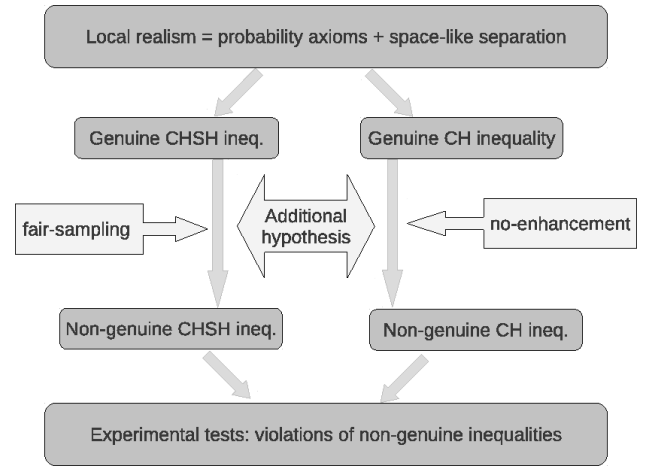 Local realism = probability axioms + space-like separation
Genuine CHSH ineq.
Genuine CH inequality
fair-sampling
Additional
hypothesis
no-enhancement
Non-genuine CHSH ineq.
Non-genuine CH ineq.
Experimental tests: violations of non-genuine inequalities